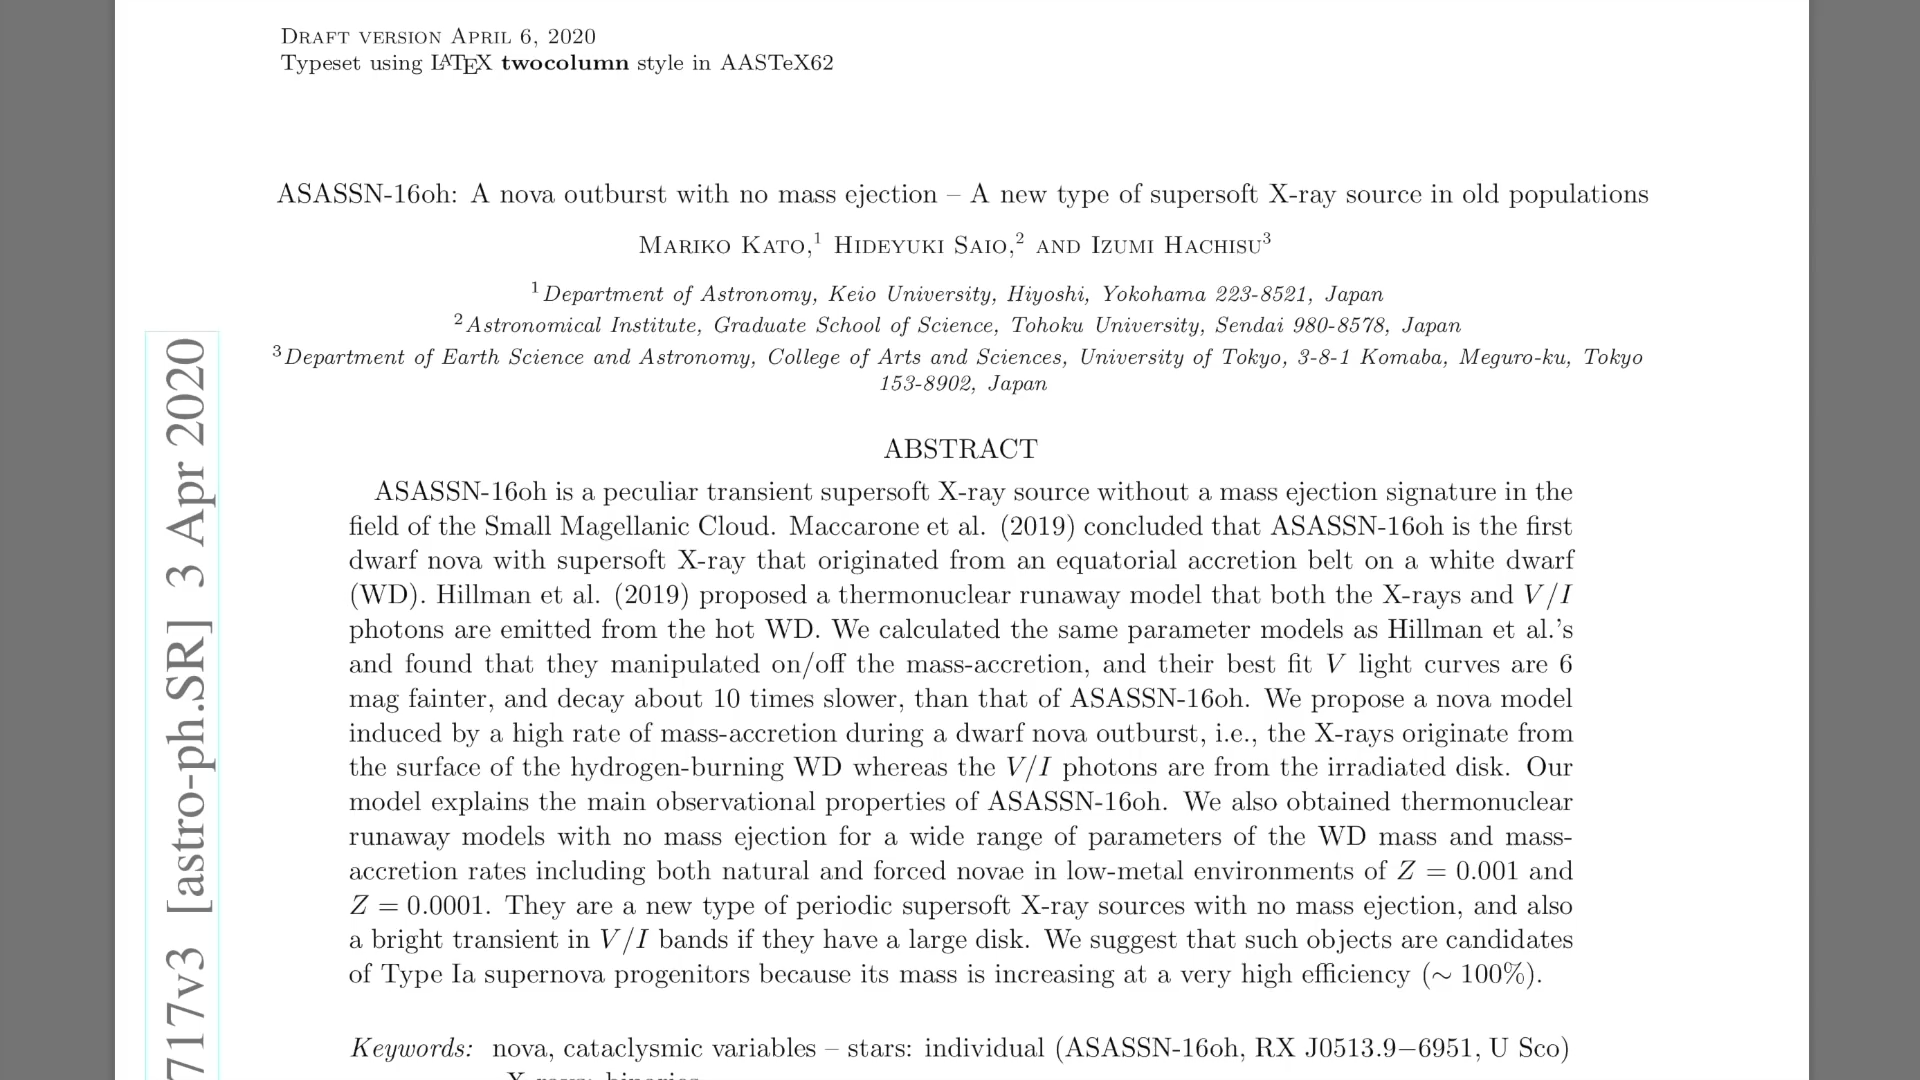 DRAFT VERSION APRIL 6, 2020
Typeset using LATEX twocolumn style in AASTeX62
ASASSN-16oh: A nova outburst with no mass ejection – A new type of supersoft X-ray source in old populations
MARIKO KATO,1 HIDEYUKI SAIO,2 AND IZUMI HACHISU3
1Department of Astronomy, Keio University, Hiyoshi, Yokohama 223-8521, Japan
2Astronomical Institute, Graduate School of Science, Tohoku University, Sendai 980-8578, Japan
3Department of Earth Science and Astronomy, College of Arts and Sciences, University of Tokyo, 3-8-1 Komaba, Meguro-ku, Tokyo
153-8902, Japan
ABSTRACT
ASASSN-16oh is a peculiar transient supersoft X-ray source without a mass ejection signature in the
field of the Small Magellanic Cloud. Maccarone et al. (2019) concluded that ASASSN-16oh is the first
dwarf nova with supersoft X-ray that originated from an equatorial accretion belt on a white dwarf
(WD). Hillman et al. (2019) proposed a thermonuclear runaway model that both the X-rays and V/I
photons are emitted from the hot WD. We calculated the same parameter models as Hillman et al.'s
and found that they manipulated on/off the mass-accretion, and their best fit V light curves are 6
mag fainter, and decay about 10 times slower, than that of ASASSN-16oh. We propose a nova model
induced by a high rate of mass-accretion during a dwarf nova outburst, i.e., the X-rays originate from
the surface of the hydrogen-burning WD whereas the V/I photons are from the irradiated disk. Our
model explains the main observational properties of ASASSN-16oh. We also obtained thermonuclear
runaway models with no mass ejection for a wide range of parameters of the WD mass and mass-
accretion rates including both natural and forced novae in low-metal environments of Z = 0.001 and
Z = 0.0001. They are a new type of periodic supersoft X-ray sources with no mass ejection, and also
a bright transient in V/I bands if they have a large disk. We suggest that such objects are candidates
of Type Ia supernova progenitors because its mass is increasing at a very high efficiency (∼ 100%).
Keywords: nova, cataclysmic variables – stars: individual (ASASSN-16oh, RX J0513.9−6951, U Sco)
717v3 [astro-ph.SR] 3 Apr 2020